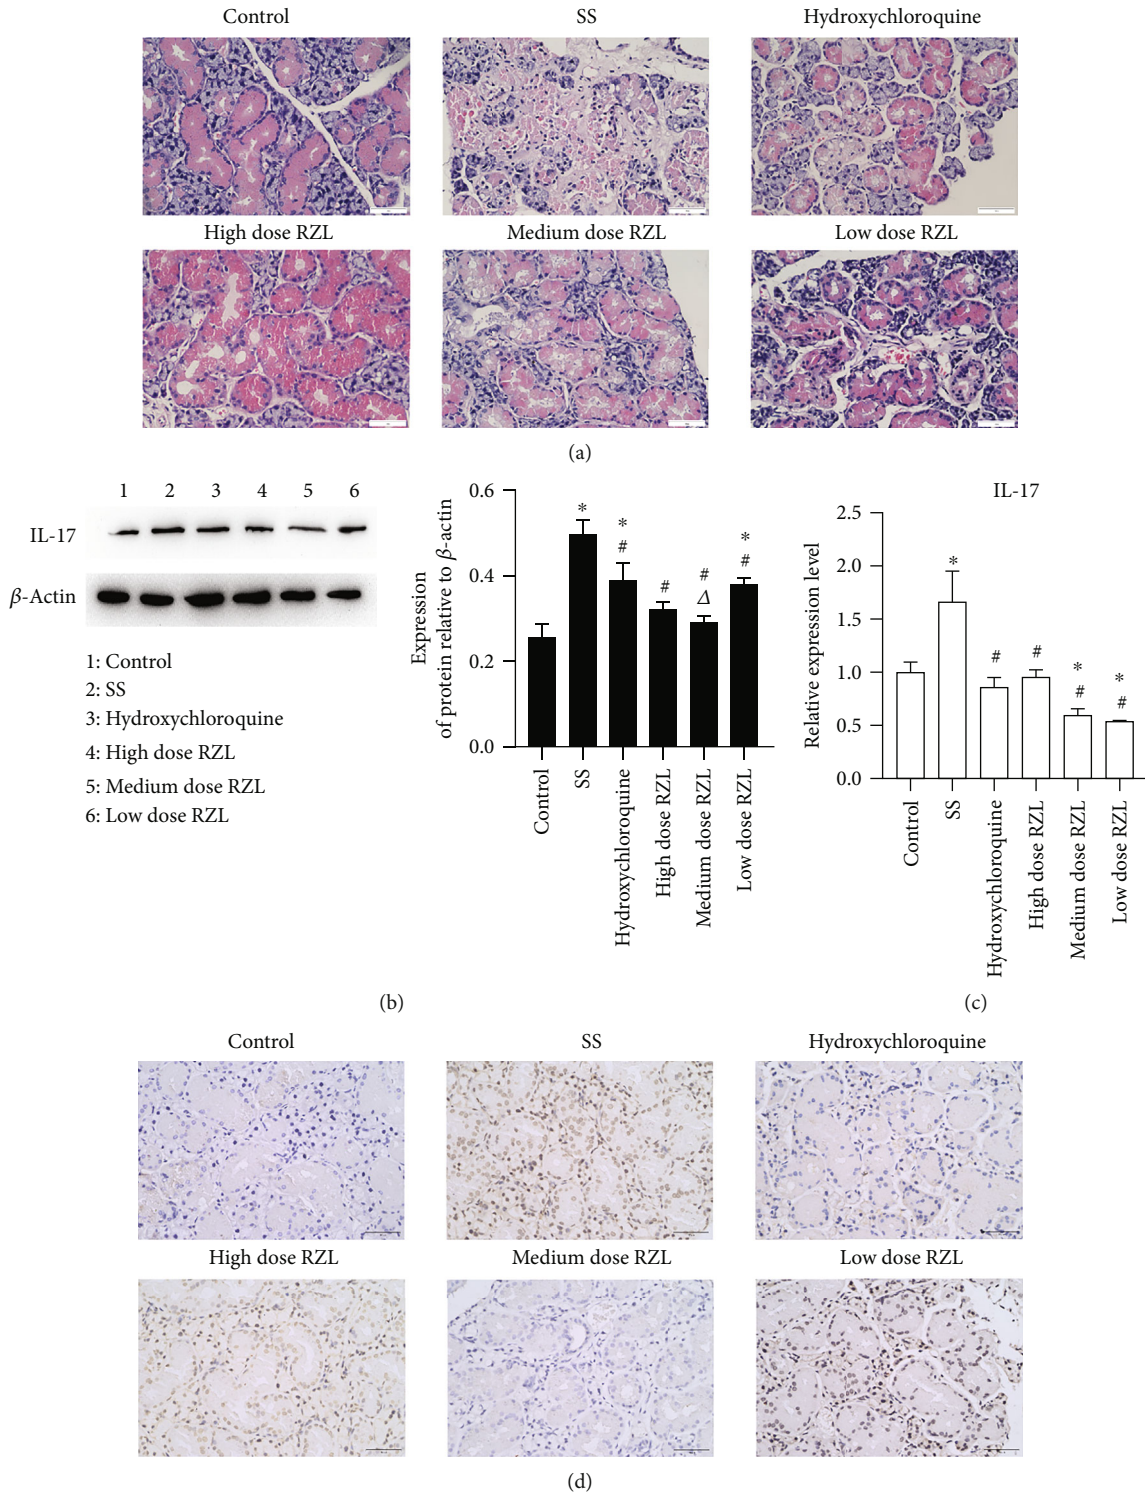 Control SS Hydroxychloroquine
High dose RZL Medium dose RZL Low dose RZL
(a)
1 2 3 4 5 6
IL-17
β-Actin
1: Control
2: SS
3: Hydroxychloroquine
4: High dose RZL
5: Medium dose RZL
6: Low dose RZL
Expression
of protein relative to β-actin
0.6
0.4
0.2
0.0
*
*
#
#
#
Δ
*
#
Control
SS
Hydroxychloroquine
High dose RZL
Medium dose RZL
Low dose RZL
(b)
IL-17
Relative expression level
2.5
2.0
1.5
1.0
0.5
0.0
*
#
#
*
#
*
#
Control
SS
Hydroxychloroquine
High dose RZL
Medium dose RZL
Low dose RZL
(c)
Control SS Hydroxychloroquine
High dose RZL Medium dose RZL Low dose RZL
(d)